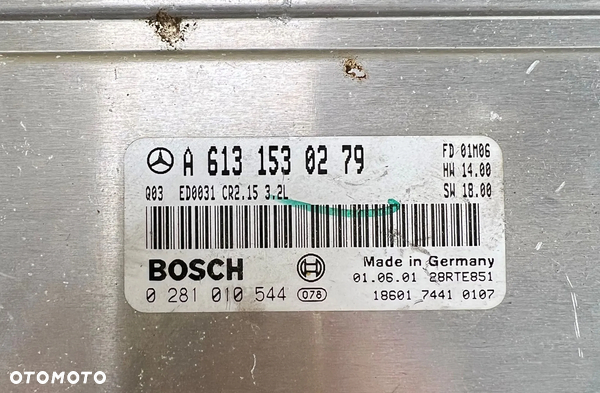 A 613 153 02 79
FD 01M06
HW 14.00
Q03 ED0031 CR2.15 3.2L
SW 18.00
BOSCH
Made in Germany
01.06.01 28RTE851
0 281 010 544 078
18601 7441 0107
OTOMOTO